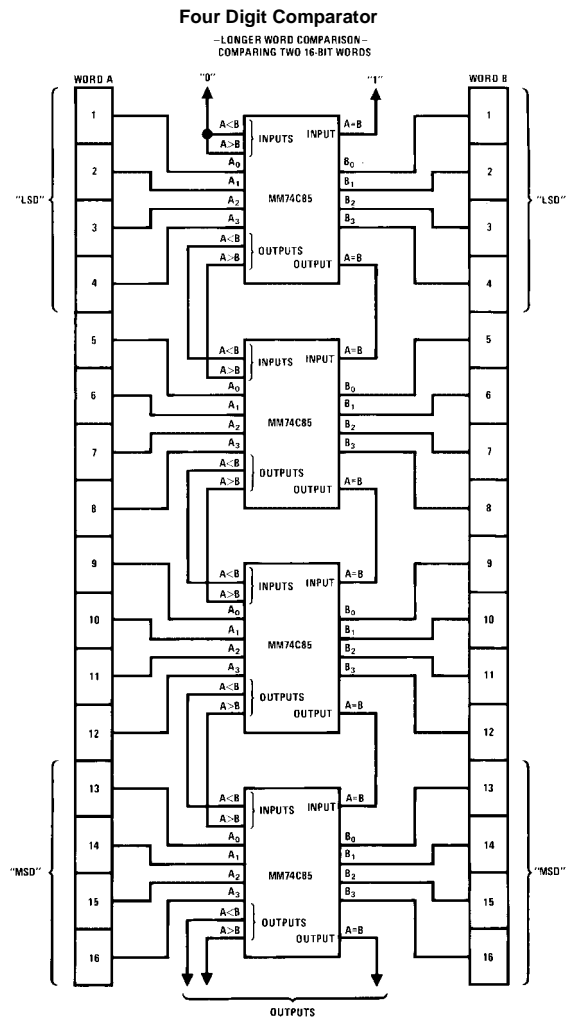 Four Digit Comparator
–LONGER WORD COMPARISON–
COMPARING TWO 16-BIT WORDS
WORD A "0" "1" WORD B
1 A<B INPUTS INPUT A=B 1
A>B
A0 B0
2 A1 B1 2
"LSD" A2 MM74C85 B2 "LSD"
3 A3 B3 3
A<B OUTPUTS
4 A>B OUTPUT A=B 4
5 A<B INPUTS INPUT A=B 5
A>B
A0 B0
6 A1 B1 6
A2 MM74C85 B2
7 A3 B3 7
A<B OUTPUTS
8 A>B OUTPUT A=B 8
9 A<B INPUTS INPUT A=B 9
A>B
A0 B0
10 A1 B1 10
A2 MM74C85 B2
11 A3 B3 11
A<B OUTPUTS
12 A>B OUTPUT A=B 12
13 A<B INPUTS INPUT A=B 13
A>B
A0 B0
14 A1 B1 14
"MSD" A2 MM74C85 B2 "MSD"
15 A3 B3 15
A<B OUTPUTS
16 A>B OUTPUT A=B 16
OUTPUTS